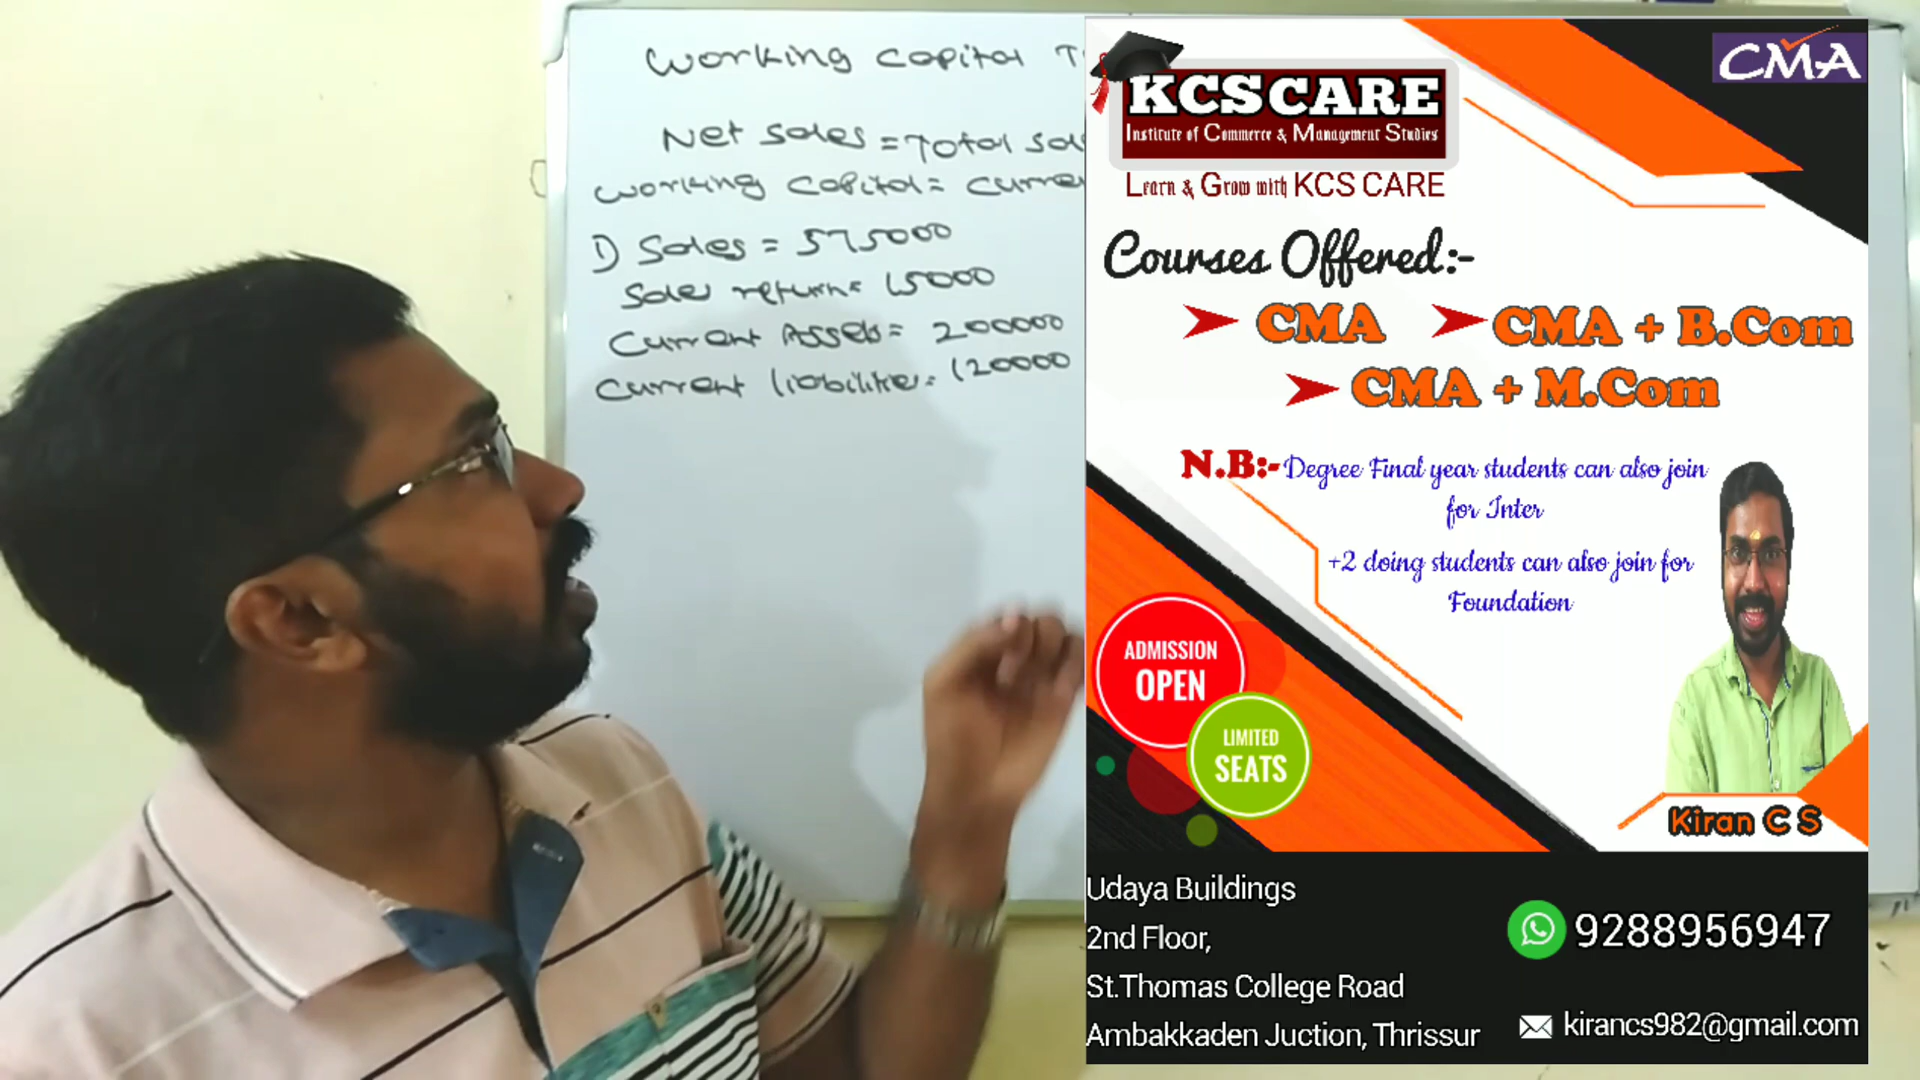 Working capital T
Net sales = Total sal
Working capital = curre
1) Sales = 575000
Sales return = 15000
Current Assets = 200000
Current liabilities = 120000
CMA
KCS CARE
Institute of Commerce & Management Studies
Learn & Grow with KCS CARE
Courses Offered:-
CMA CMA + B.Com
CMA + M.Com
N.B:- Degree Final year students can also join
for Inter
+2 doing students can also join for
Foundation
ADMISSION
OPEN
LIMITED
SEATS
Kiran C S
Udaya Buildings
2nd Floor,
St.Thomas College Road
Ambakkaden Juction, Thrissur
9288956947
kirancs982@gmail.com